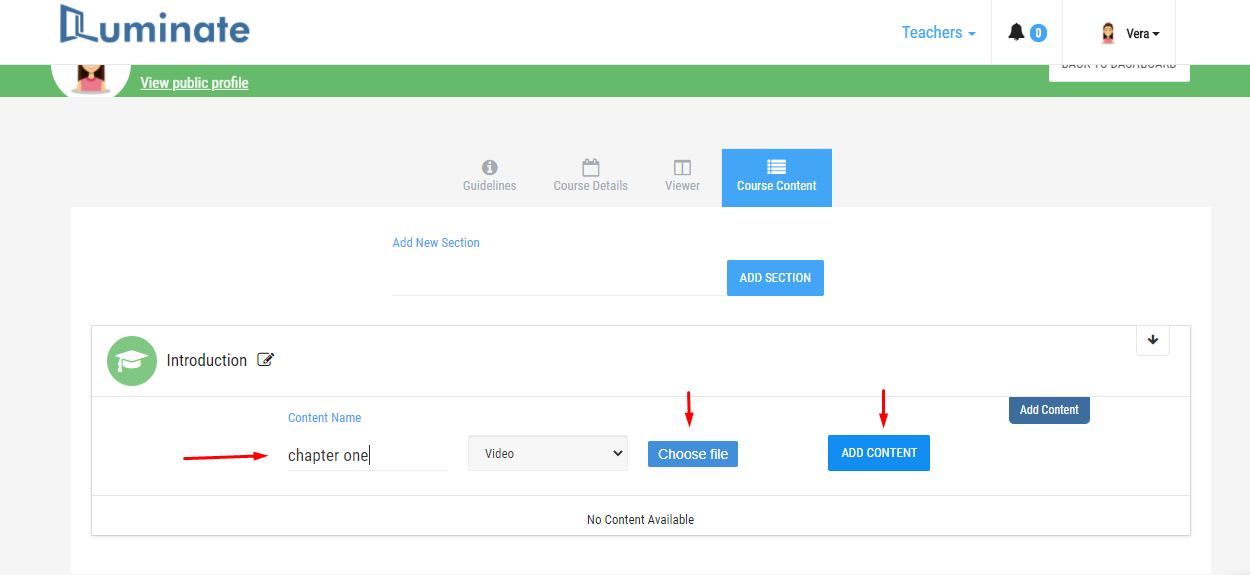 Luminate
Teachers
0
Vera
View public profile
BACK TO DASHBOARD
Guidelines
Course Details
Viewer
Course Content
Add New Section
ADD SECTION
Introduction
Add Content
Content Name
chapter one
Video
Choose file
ADD CONTENT
No Content Available